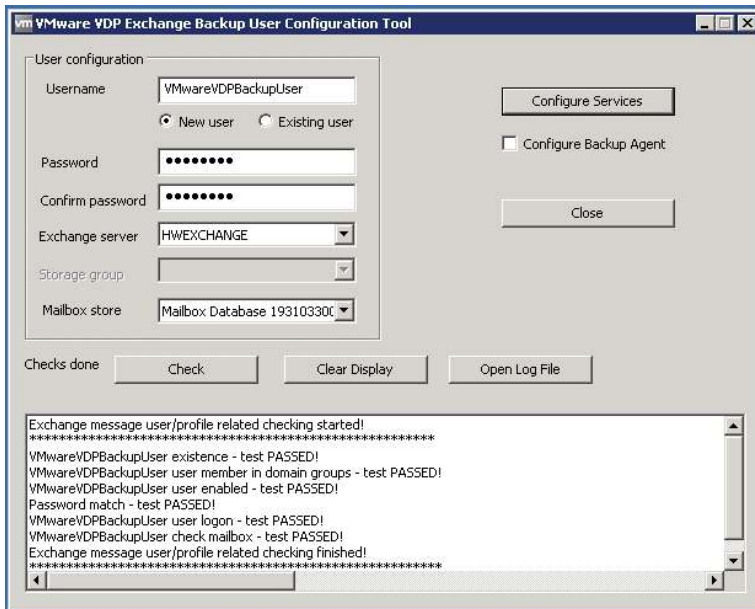 vm VMware VDP Exchange Backup User Configuration Tool
User configuration
Username VMwareVDPBackupUser
New user Existing user
Password ●●●●●●●●
Confirm password ●●●●●●●●
Exchange server HWEXCHANGE
Storage group
Mailbox store Mailbox Database 193103300
Configure Services
Configure Backup Agent
Close
Checks done Check Clear Display Open Log File
Exchange message user/profile related checking started!
*******************************************************
VMwareVDPBackupUser existence - test PASSED!
VMwareVDPBackupUser user member in domain groups - test PASSED!
VMwareVDPBackupUser user enabled - test PASSED!
Password match - test PASSED!
VMwareVDPBackupUser user logon - test PASSED!
VMwareVDPBackupUser check mailbox - test PASSED!
Exchange message user/profile related checking finished!
********************************************************